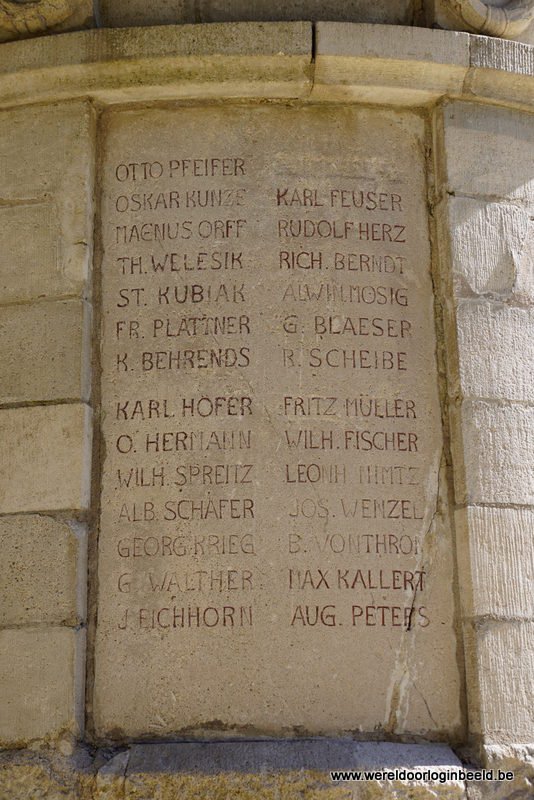 OTTO PFEIFER
OSKAR KUNZE
MAGNUS ORFF
TH. WELESIK
ST. KUBIAK
FR. PLATTNER
K. BEHRENDS
KARL HOFER
O. HERMANN
WILH. SPREITZ
ALB. SCHÄFER
GEORG KRIEG
G. WALTHER
J. EICHHORN
KARL FEUSER
RUDOLF HERZ
RICH. BERNDT
ALWIN MOSIG
G. BLAESER
R. SCHEIBE
FRITZ MÜLLER
WILH. FISCHER
LEONH NIMTZ
JOS. WENZEL
B. VONTHRON
MAX KALLERT
AUG. PETERS
www.wereldoorloginbeeld.be